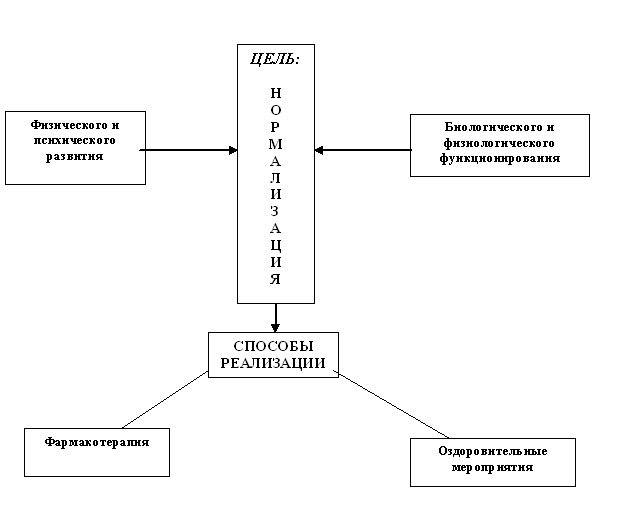 ЦЕЛЬ:
Н
О
Р
М
А
Л
И
З
А
Ц
И
Я
Физического и
психического
развития
Биологического и
физиологического
функционирования
СПОСОБЫ
РЕАЛИЗАЦИИ
Фармакотерапия
Оздоровительные
мероприятия